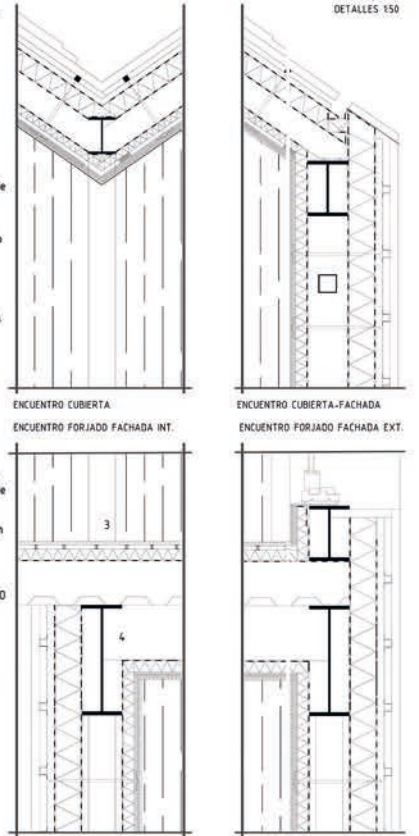 DETALLES 1:50
ENCUENTRO CUBIERTA
ENCUENTRO CUBIERTA-FACHADA
ENCUENTRO FORJADO FACHADA INT.
ENCUENTRO FORJADO FACHADA EXT.
3
4